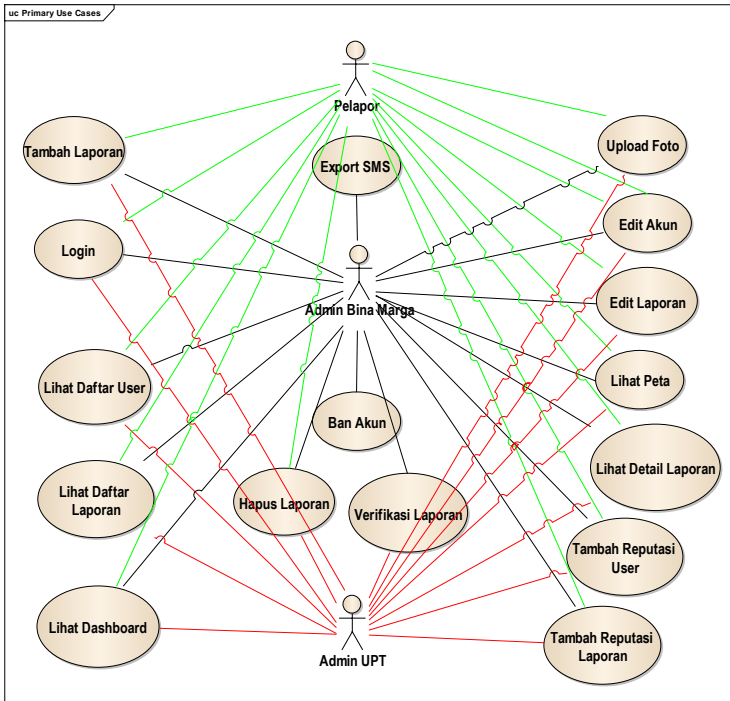 uc Primary Use Cases
Pelapor
Tambah Laporan
Export SMS
Upload Foto
Login
Edit Akun
Admin Bina Marga
Edit Laporan
Lihat Daftar User
Lihat Peta
Ban Akun
Lihat Detail Laporan
Lihat Daftar
Laporan
Hapus Laporan
Verifikasi Laporan
Tambah Reputasi
User
Lihat Dashboard
Admin UPT
Tambah Reputasi
Laporan